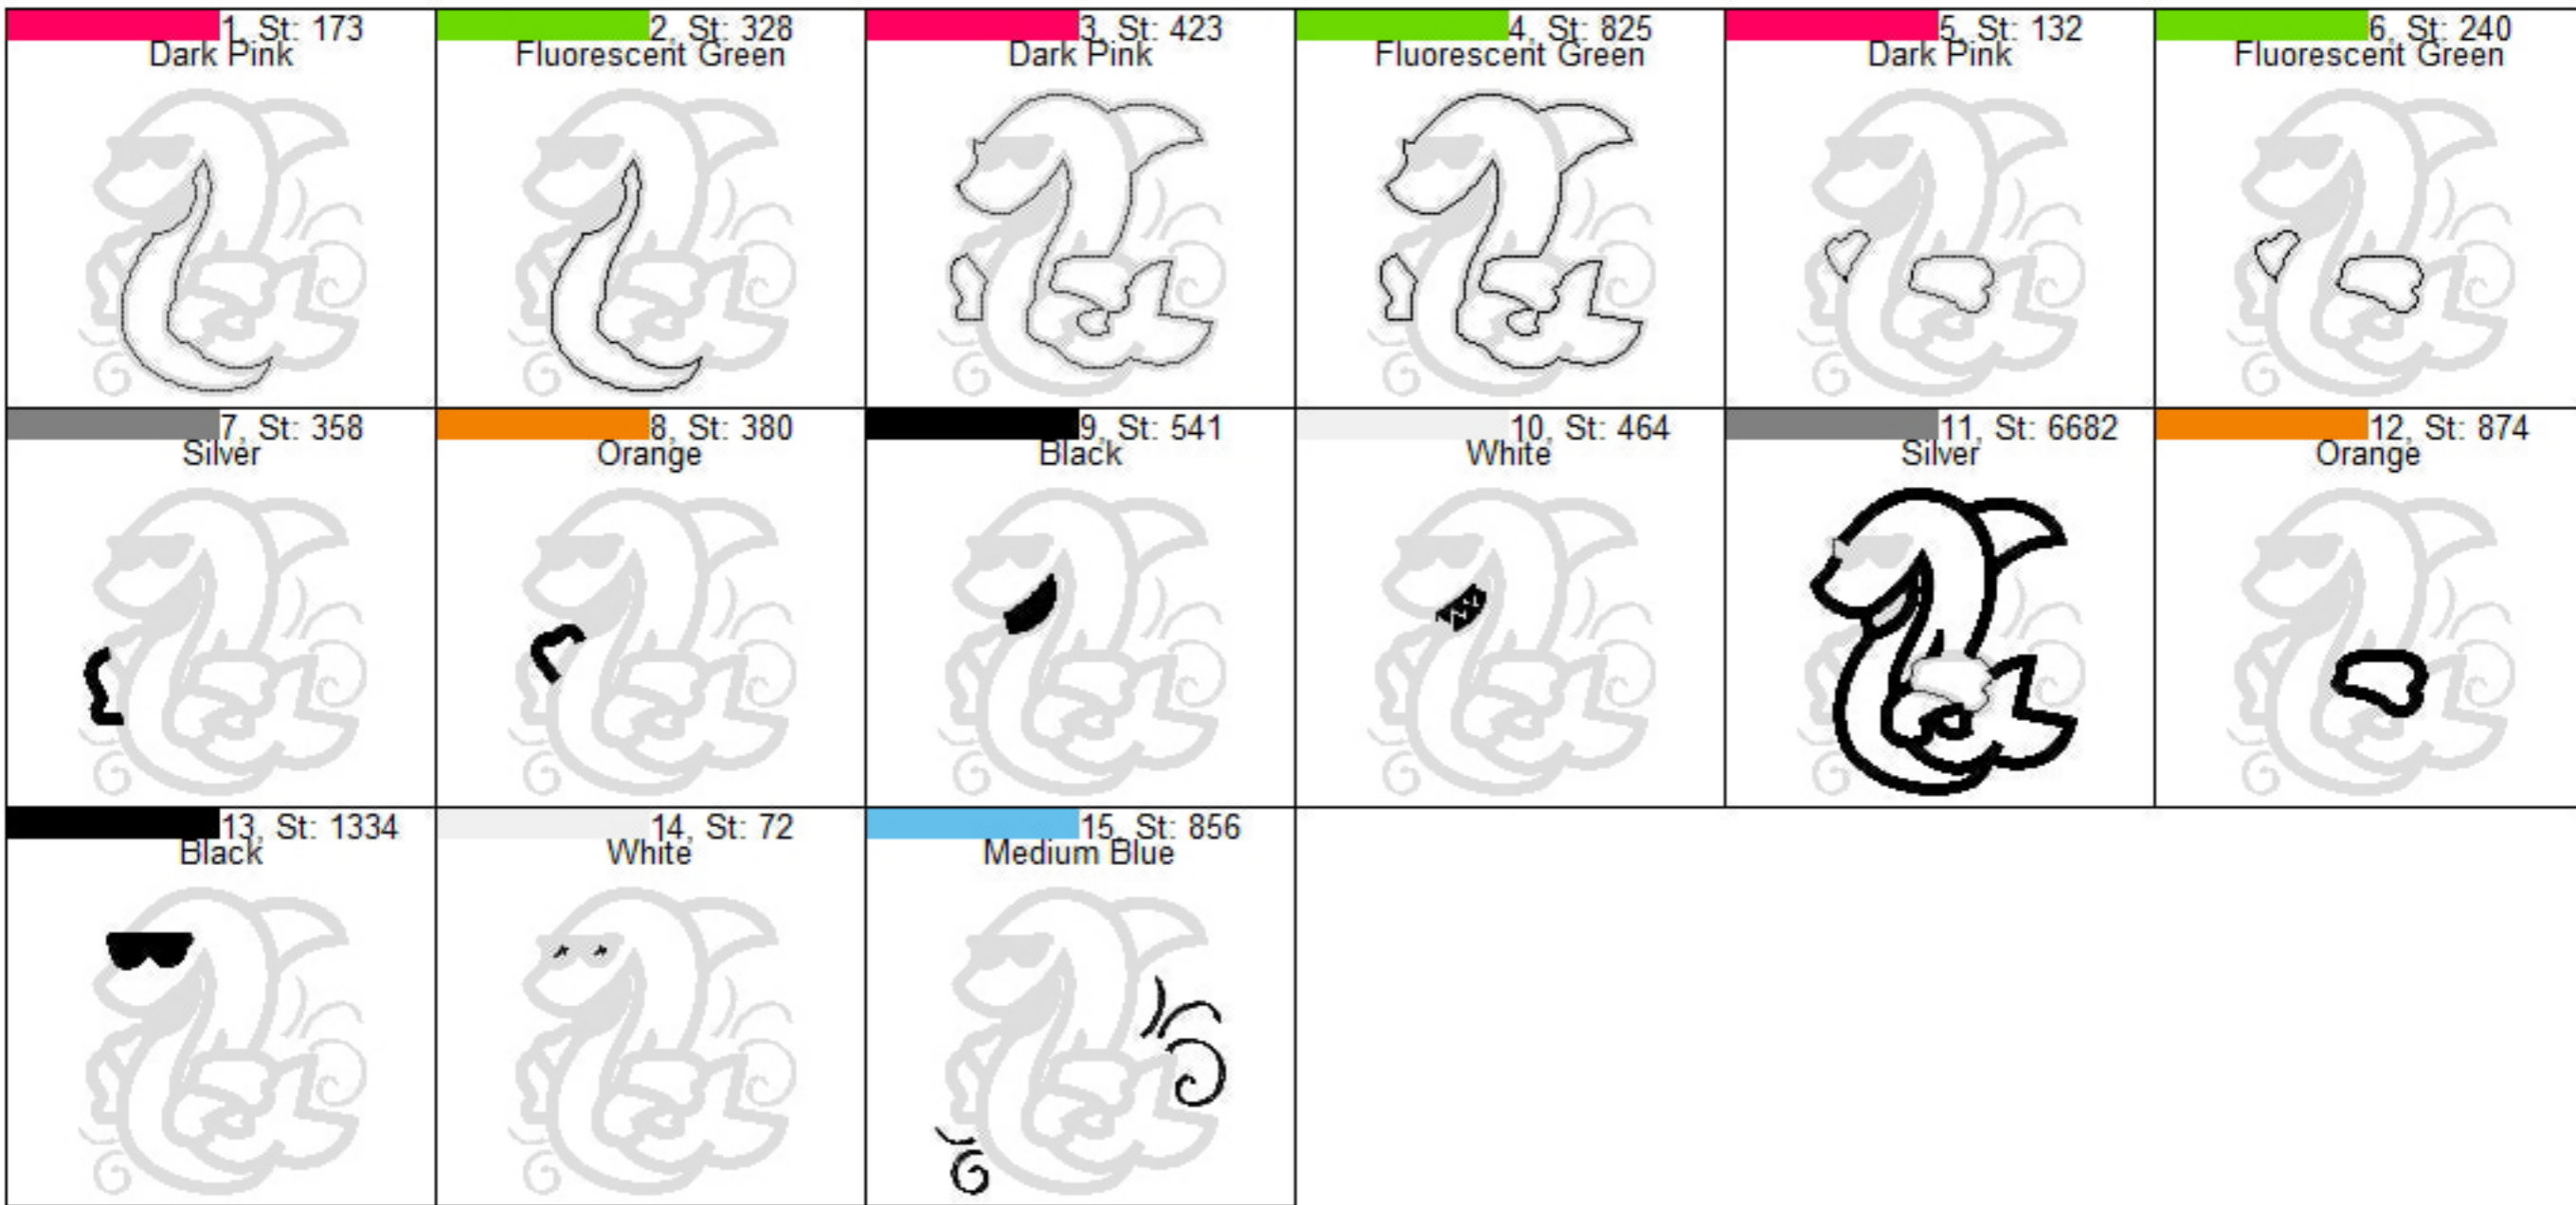 1, St: 173
Dark Pink
2, St: 328
Fluorescent Green
3, St: 423
Dark Pink
4, St: 825
Fluorescent Green
5, St: 132
Dark Pink
6, St: 240
Fluorescent Green
7, St: 358
Silver
8, St: 380
Orange
9, St: 541
Black
10, St: 464
White
11, St: 6682
Silver
12, St: 874
Orange
13, St: 1334
Black
14, St: 72
White
15, St: 856
Medium Blue